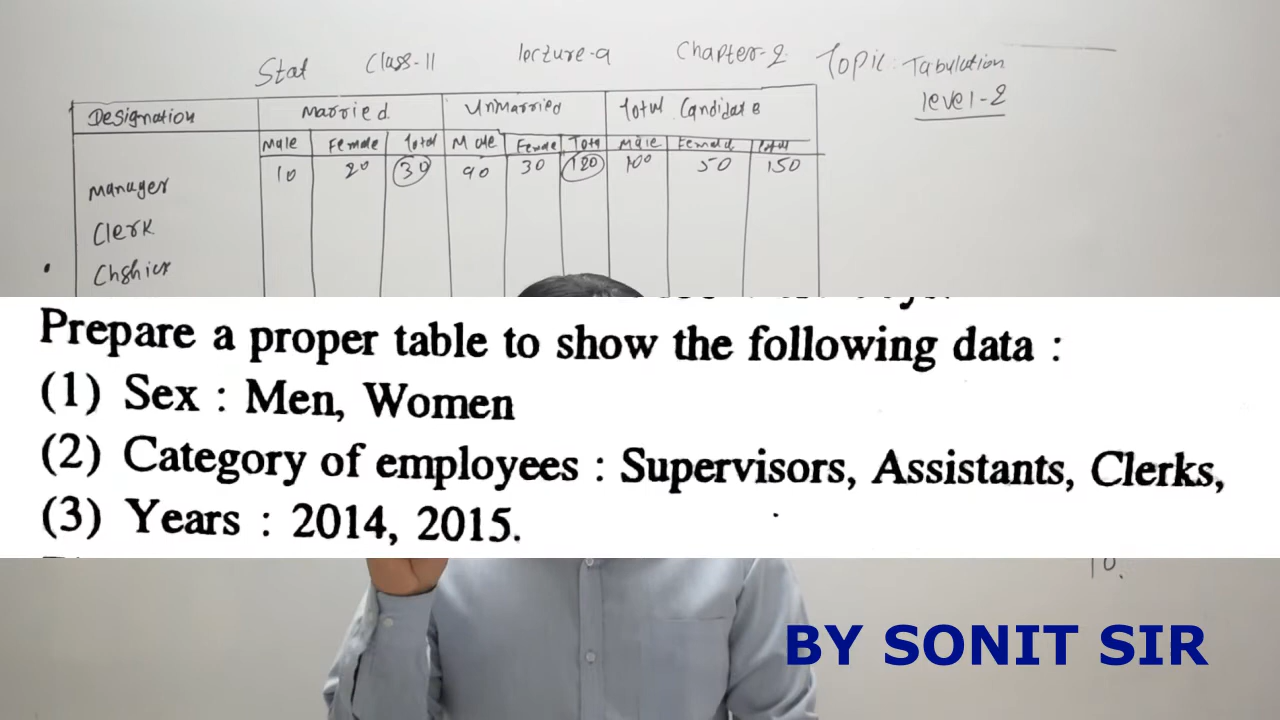 Stat Class-11 lecture-9 Chapter-2 Topic: Tabulation
level-2
Designation Married Unmarried Total Candidates
Male Female Total Male Female Total Male Female Total
Manager 10 20 30 90 30 120 100 50 150
Clerk
Prepare a proper table to show the following data :
(1) Sex : Men, Women
(2) Category of employees : Supervisors, Assistants, Clerks,
(3) Years : 2014, 2015.
10.
BY SONIT SIR